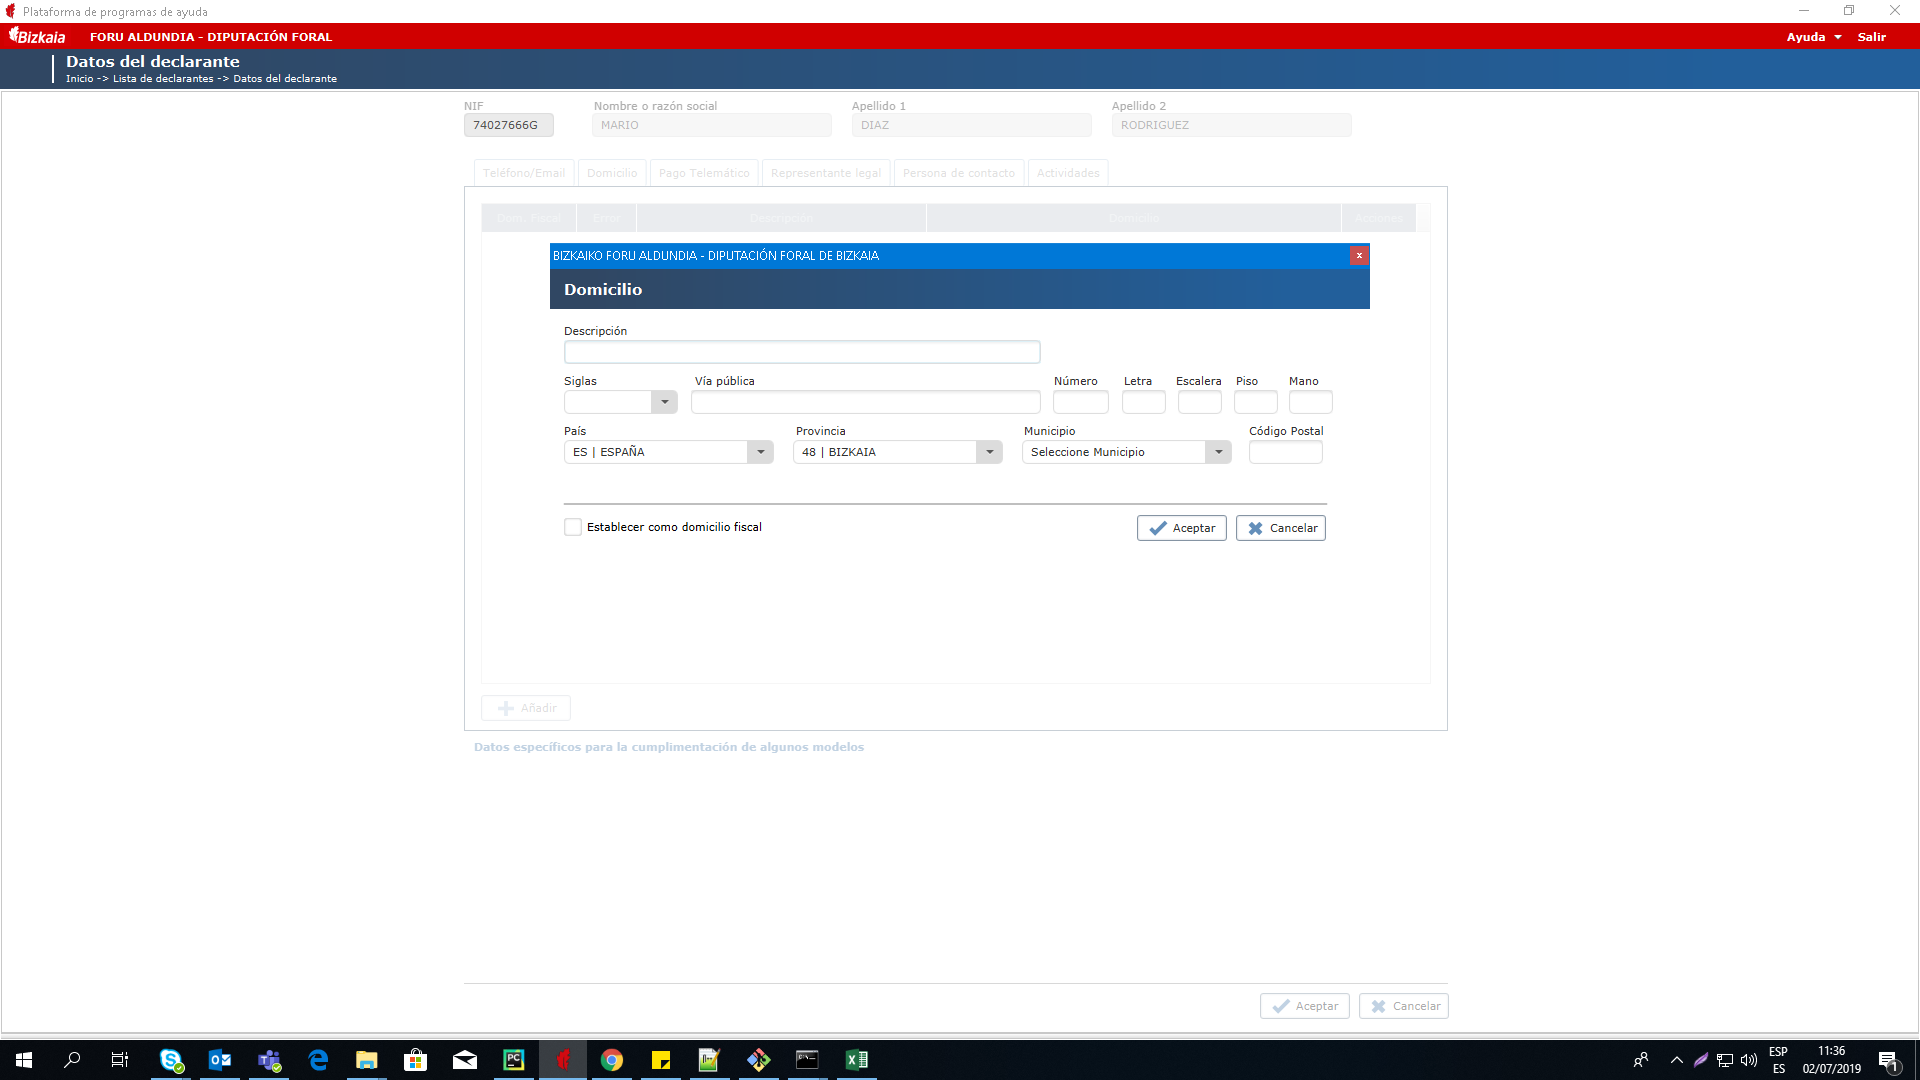 Plataforma de programas de ayuda
Bizkaia FORU ALDUNDIA - DIPUTACIÓN FORAL Ayuda Salir
Datos del declarante
Inicio -> Lista de declarantes -> Datos del declarante
NIF Nombre o razón social Apellido 1 Apellido 2
74027666G MARIO DIAZ RODRIGUEZ
Teléfono/Email Domicilio Pago Telemático Representante legal Persona de contacto Actividades
Dom. Fiscal Error Descripción Domicilio Acciones
BIZKAIKO FORU ALDUNDIA - DIPUTACIÓN FORAL DE BIZKAIA x
Domicilio
Descripción
Siglas Vía pública Número Letra Escalera Piso Mano
País Provincia Municipio Código Postal
ES | ESPAÑA 48 | BIZKAIA Seleccione Municipio
Establecer como domicilio fiscal Aceptar Cancelar
Añadir
Datos específicos para la cumplimentación de algunos modelos
Aceptar Cancelar
ESP 11:36
ES 02/07/2019 1